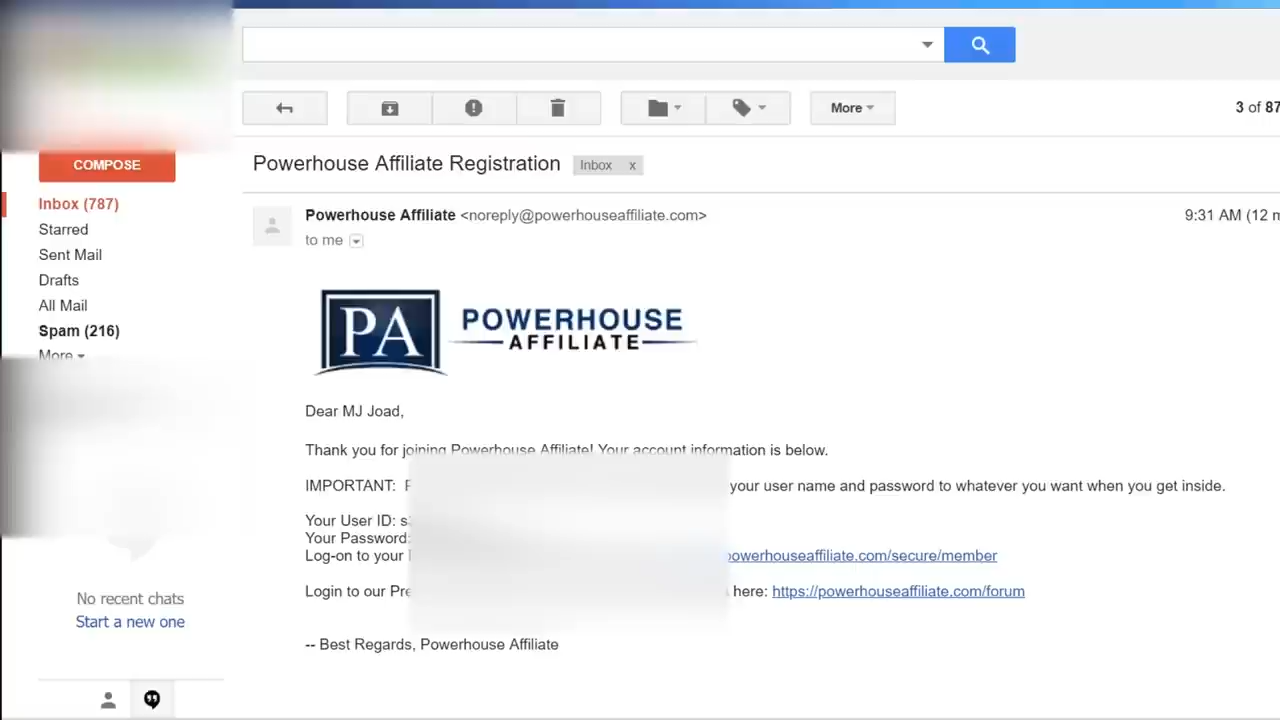 More
3 of 87
COMPOSE
Powerhouse Affiliate Registration Inbox x
Inbox (787)
Starred
Sent Mail
Drafts
All Mail
Spam (216)
More
Powerhouse Affiliate <noreply@powerhouseaffiliate.com>
9:31 AM (12 m
to me
PA POWERHOUSE
AFFILIATE
Dear MJ Joad,
Thank you for joining Powerhouse Affiliate! Your account information is below.
IMPORTANT: your user name and password to whatever you want when you get inside.
Your User ID:
Your Password:
Log-on to your powerhouseaffiliate.com/secure/member
Login to our here: https://powerhouseaffiliate.com/forum
-- Best Regards, Powerhouse Affiliate
No recent chats
Start a new one